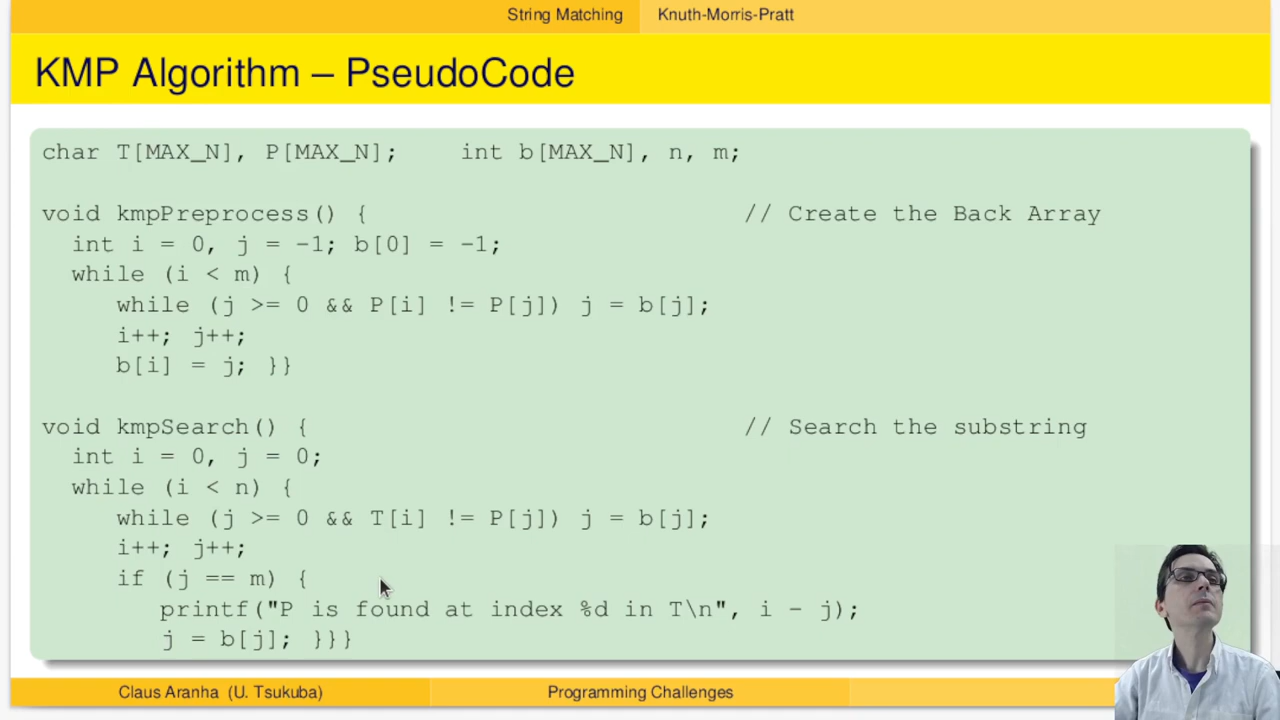 String Matching Knuth-Morris-Pratt
KMP Algorithm – PseudoCode
char T[MAX_N], P[MAX_N]; int b[MAX_N], n, m;
void kmpPreprocess() { // Create the Back Array
int i = 0, j = -1; b[0] = -1;
while (i < m) {
while (j >= 0 && P[i] != P[j]) j = b[j];
i++; j++;
b[i] = j; }}
void kmpSearch() { // Search the substring
int i = 0, j = 0;
while (i < n) {
while (j >= 0 && T[i] != P[j]) j = b[j];
i++; j++;
if (j == m) {
printf("P is found at index %d in T\n", i - j);
j = b[j]; }}}
Claus Aranha (U. Tsukuba) Programming Challenges